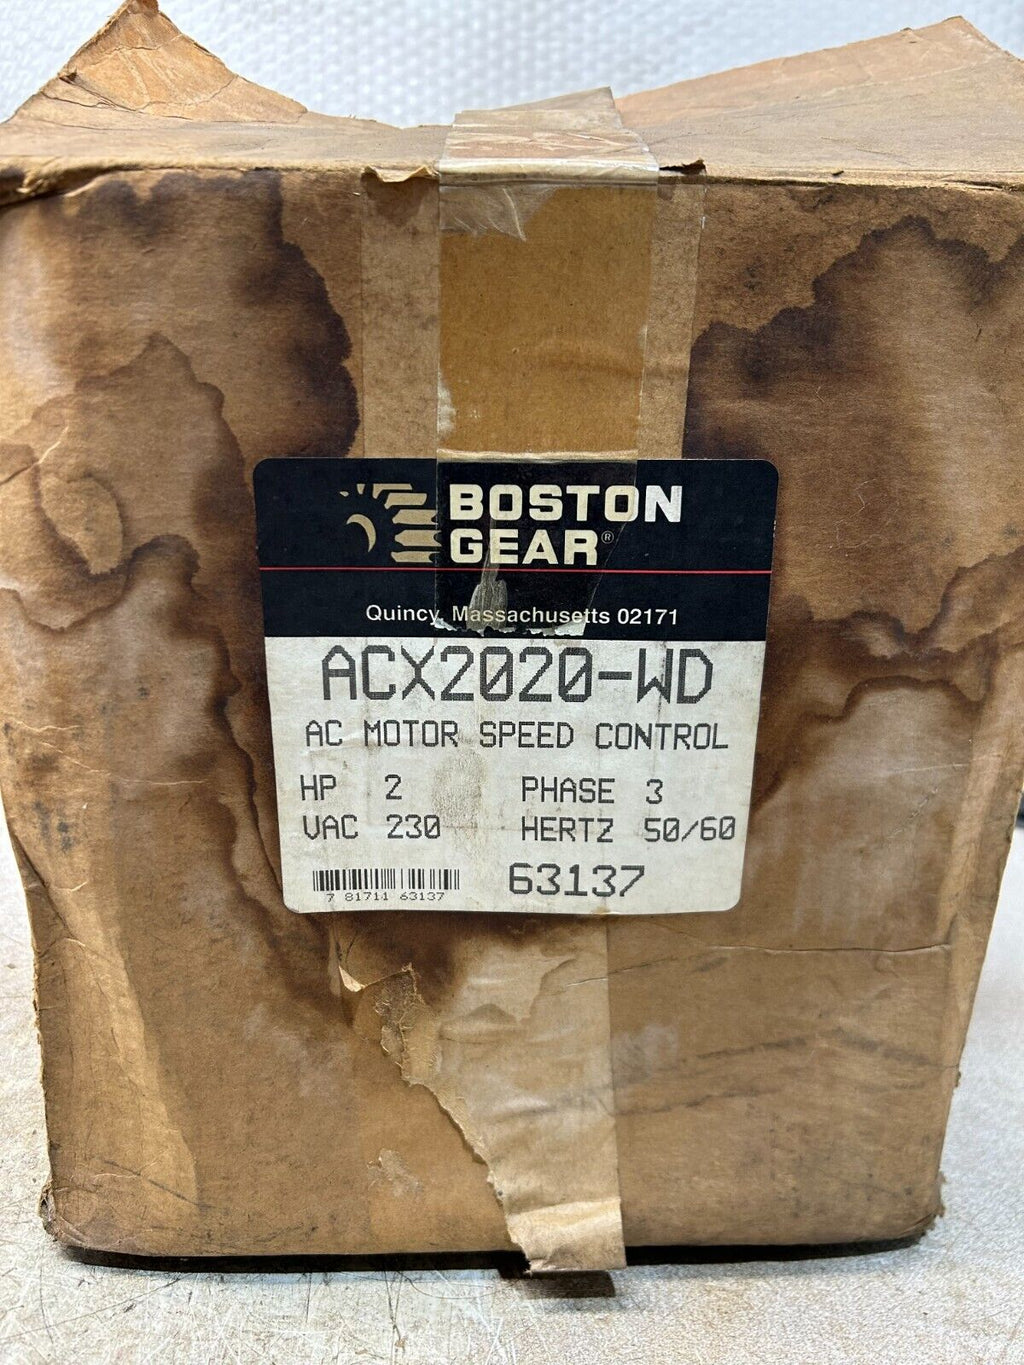 BOSTON
GEAR®
Quincy, Massachusetts 02171
ACX2020-WD
AC MOTOR SPEED CONTROL
HP 2 PHASE 3
VAC 230 HERTZ 50/60
7 81711 63137 63137